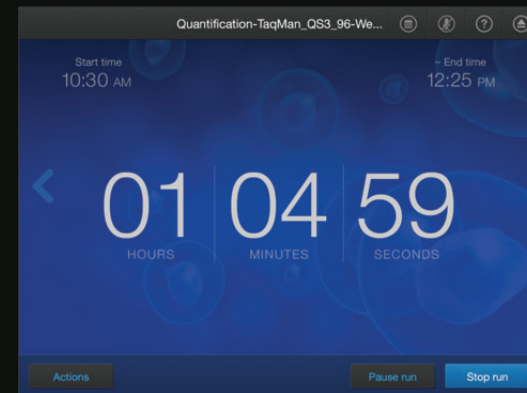 Quantification-TaqMan_QS3_96-We...
Start time
10:30 AM
~ End time
12:25 PM
01 04 59
HOURS MINUTES SECONDS
Actions
Pause run
Stop run